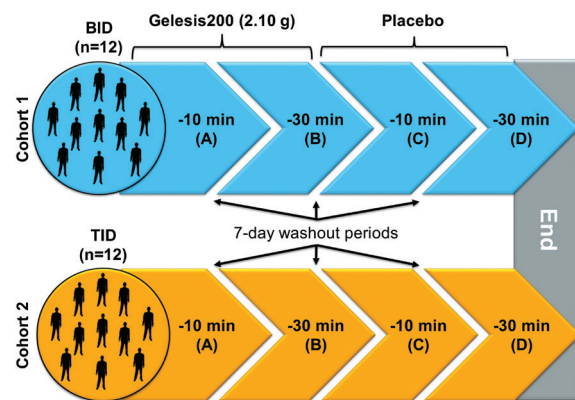 BID
(n=12)
Gelesis200 (2.10 g)
Placebo
Cohort 1
-10 min
(A)
-30 min
(B)
-10 min
(C)
-30 min
(D)
7-day washout periods
End
TID
(n=12)
Cohort 2
-10 min
(A)
-30 min
(B)
-10 min
(C)
-30 min
(D)